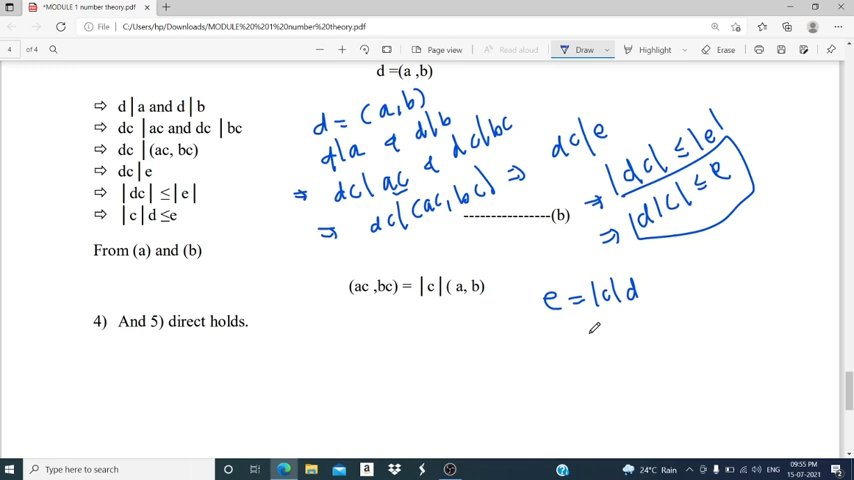 *MODULE 1 number theory.pdf
File
C:/Users/hp/Downloads/MODULE%20%201%20number%20theory.pdf
4 of 4
Page view
Read aloud
Draw
Highlight
Erase
d =(a ,b)
⇨ d│a and d│b
⇨ dc │ac and dc │bc
⇨ dc │(ac, bc)
⇨ dc│e
⇨ │dc│ ≤│e│
⇨ │c│d ≤e
----------------(b)
From (a) and (b)
(ac ,bc) = │c│( a, b)
4) And 5) direct holds.
d = (a,b)
d|a & d|b
⇒ dc| ac & dc|bc
⇒ dc|(ac, bc) ⇒ dc|e
⇒ |dc| ≤ |e|
⇒ |d|c| ≤ e
e = |c|d
Type here to search
a
24°C Rain
ENG
09:55 PM
15-07-2021
2